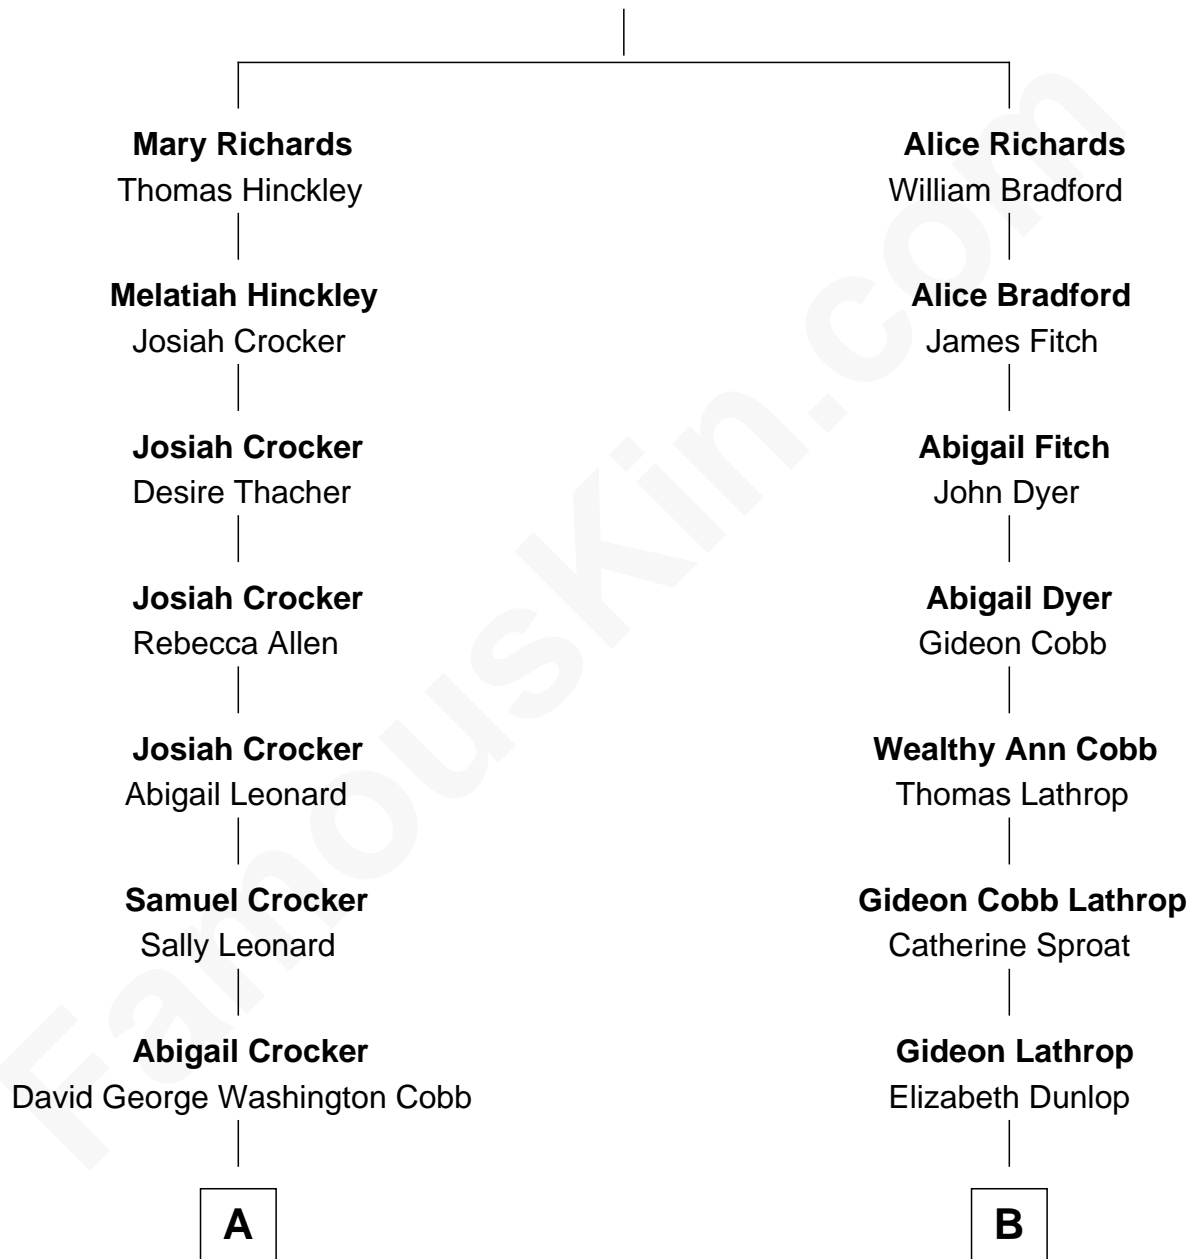 Mary Richards
Thomas Hinckley
Melatiah Hinckley
Josiah Crocker
Josiah Crocker
Desire Thacher
Josiah Crocker
Rebecca Allen
Josiah Crocker
Abigail Leonard
Samuel Crocker
Sally Leonard
Abigail Crocker
David George Washington Cobb
A
Alice Richards
William Bradford
Alice Bradford
James Fitch
Abigail Fitch
John Dyer
Abigail Dyer
Gideon Cobb
Wealthy Ann Cobb
Thomas Lathrop
Gideon Cobb Lathrop
Catherine Sproat
Gideon Lathrop
Elizabeth Dunlop
B
FamousKin.com